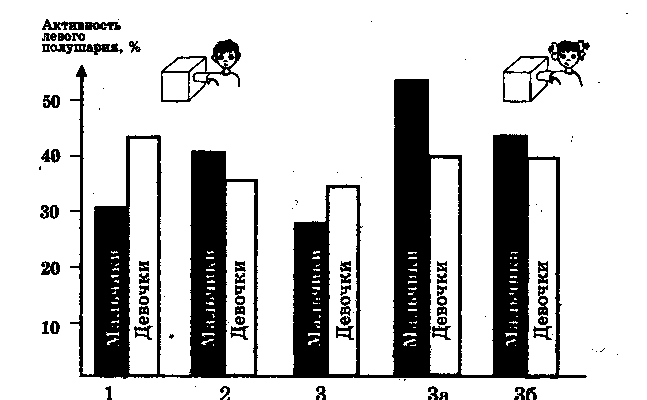 Активность
левого
полушария, %
50
40
30
20
10
Мальчики
Девочки
Мальчики
Девочки
Мальчики
Девочки
Мальчики
Девочки
Мальчики
Девочки
1
2
3
3а
3б